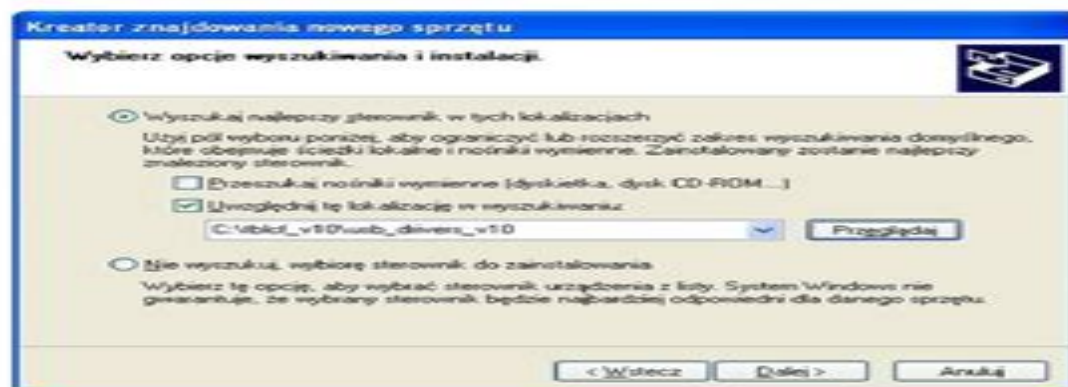 Kreator znajdowania nowego sprzętu
Wybierz opcje wyszukiwania i instalacji.
Wyszukaj najlepszy sterownik w tych lokalizacjach
Użyj pól wyboru poniżej, aby ograniczyć lub rozszerzyć zakres wyszukiwania domyślnego,
które obejmuje ścieżki lokalne i nośniki wymienne. Zainstalowany zostanie najlepszy
znaleziony sterownik.
Przeszukaj nośniki wymienne (dyskietka, dysk CD-ROM...)
Uwzględnij tę lokalizację w wyszukiwaniu:
Przeglądaj
Nie wyszukuj, wybiorę sterownik do zainstalowania
Wybierz tę opcję, aby wybrać sterownik urządzenia z listy. System Windows nie
gwarantuje, że wybrany sterownik będzie najbardziej odpowiedni dla danego sprzętu.
< Wstecz Dalej > Anuluj